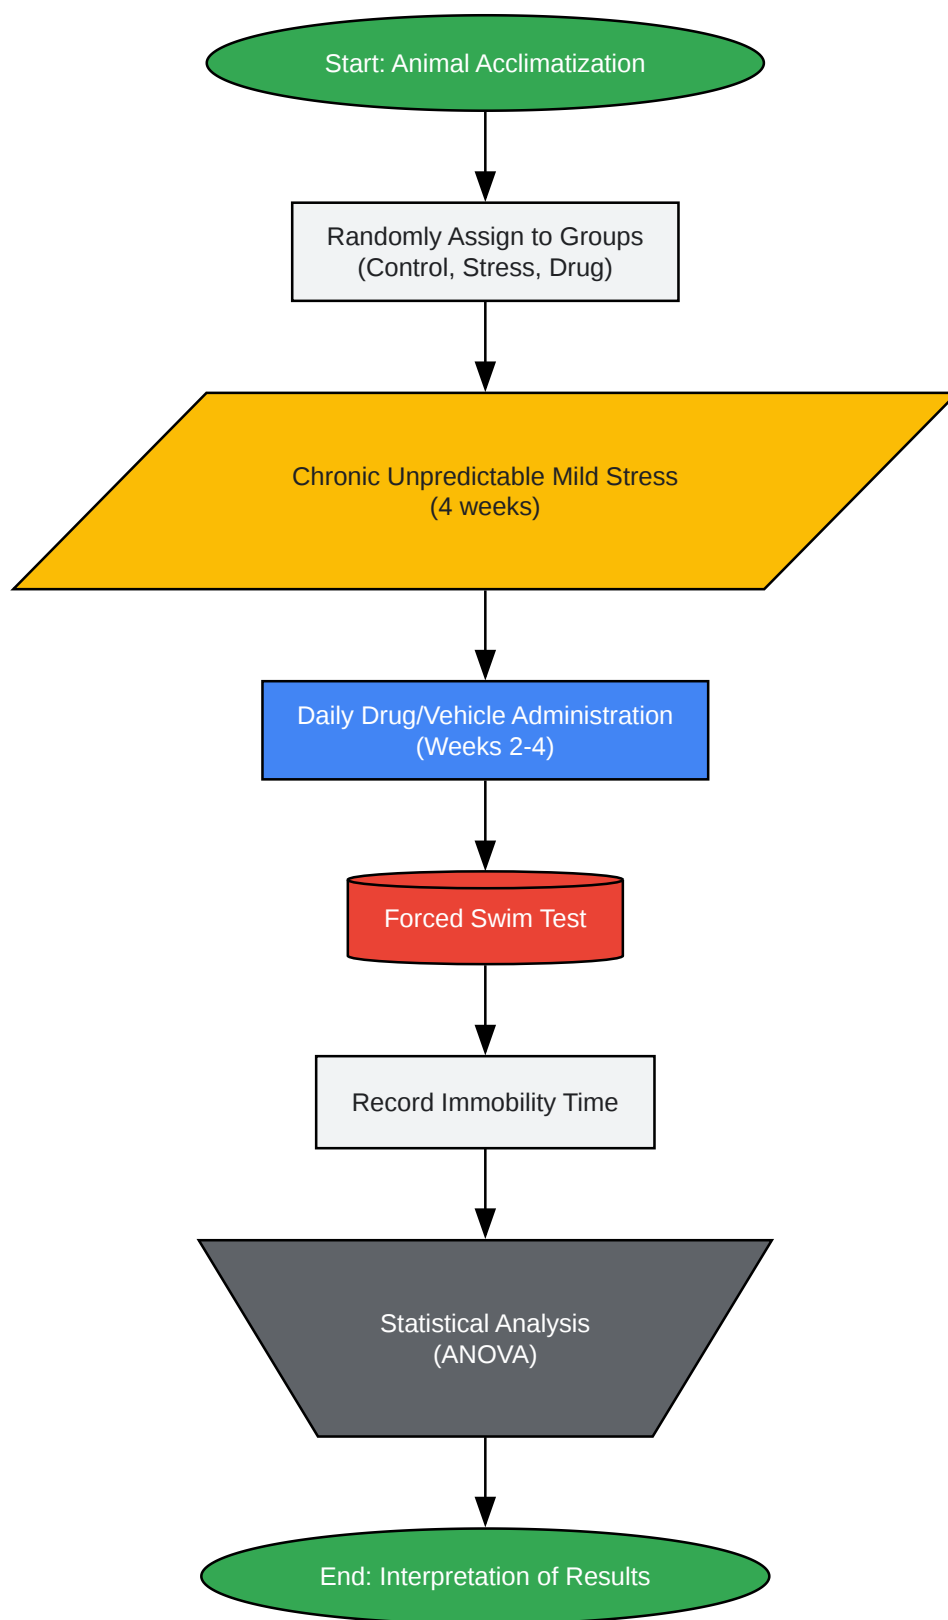 Start: Animal Acclimatization
Randomly Assign to Groups
(Control, Stress, Drug)
Chronic Unpredictable Mild Stress
(4 weeks)
Daily Drug/Vehicle Administration
(Weeks 2-4)
Forced Swim Test
Record Immobility Time
Statistical Analysis
(ANOVA)
End: Interpretation of Results